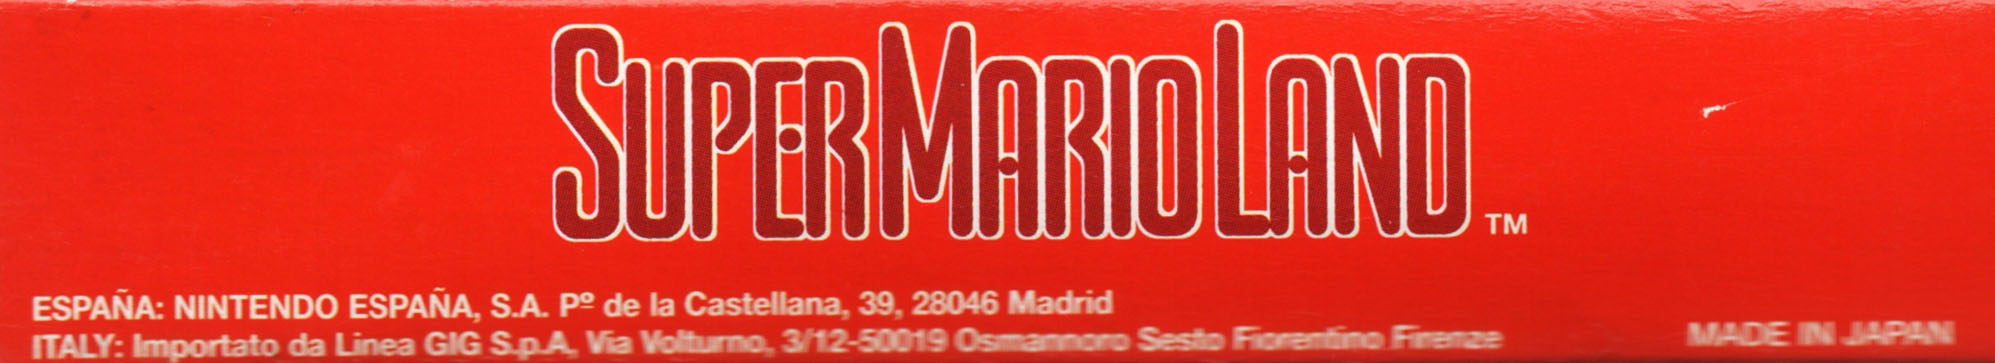 SUPER MARIO LAND TM
ESPAÑA: NINTENDO ESPAÑA, S.A. Pº de la Castellana, 39, 28046 Madrid
ITALY: Importato da Linea GIG S.p.A, Via Volturno, 3/12-50019 Osmannoro Sesto Fiorentino Firenze
MADE IN JAPAN